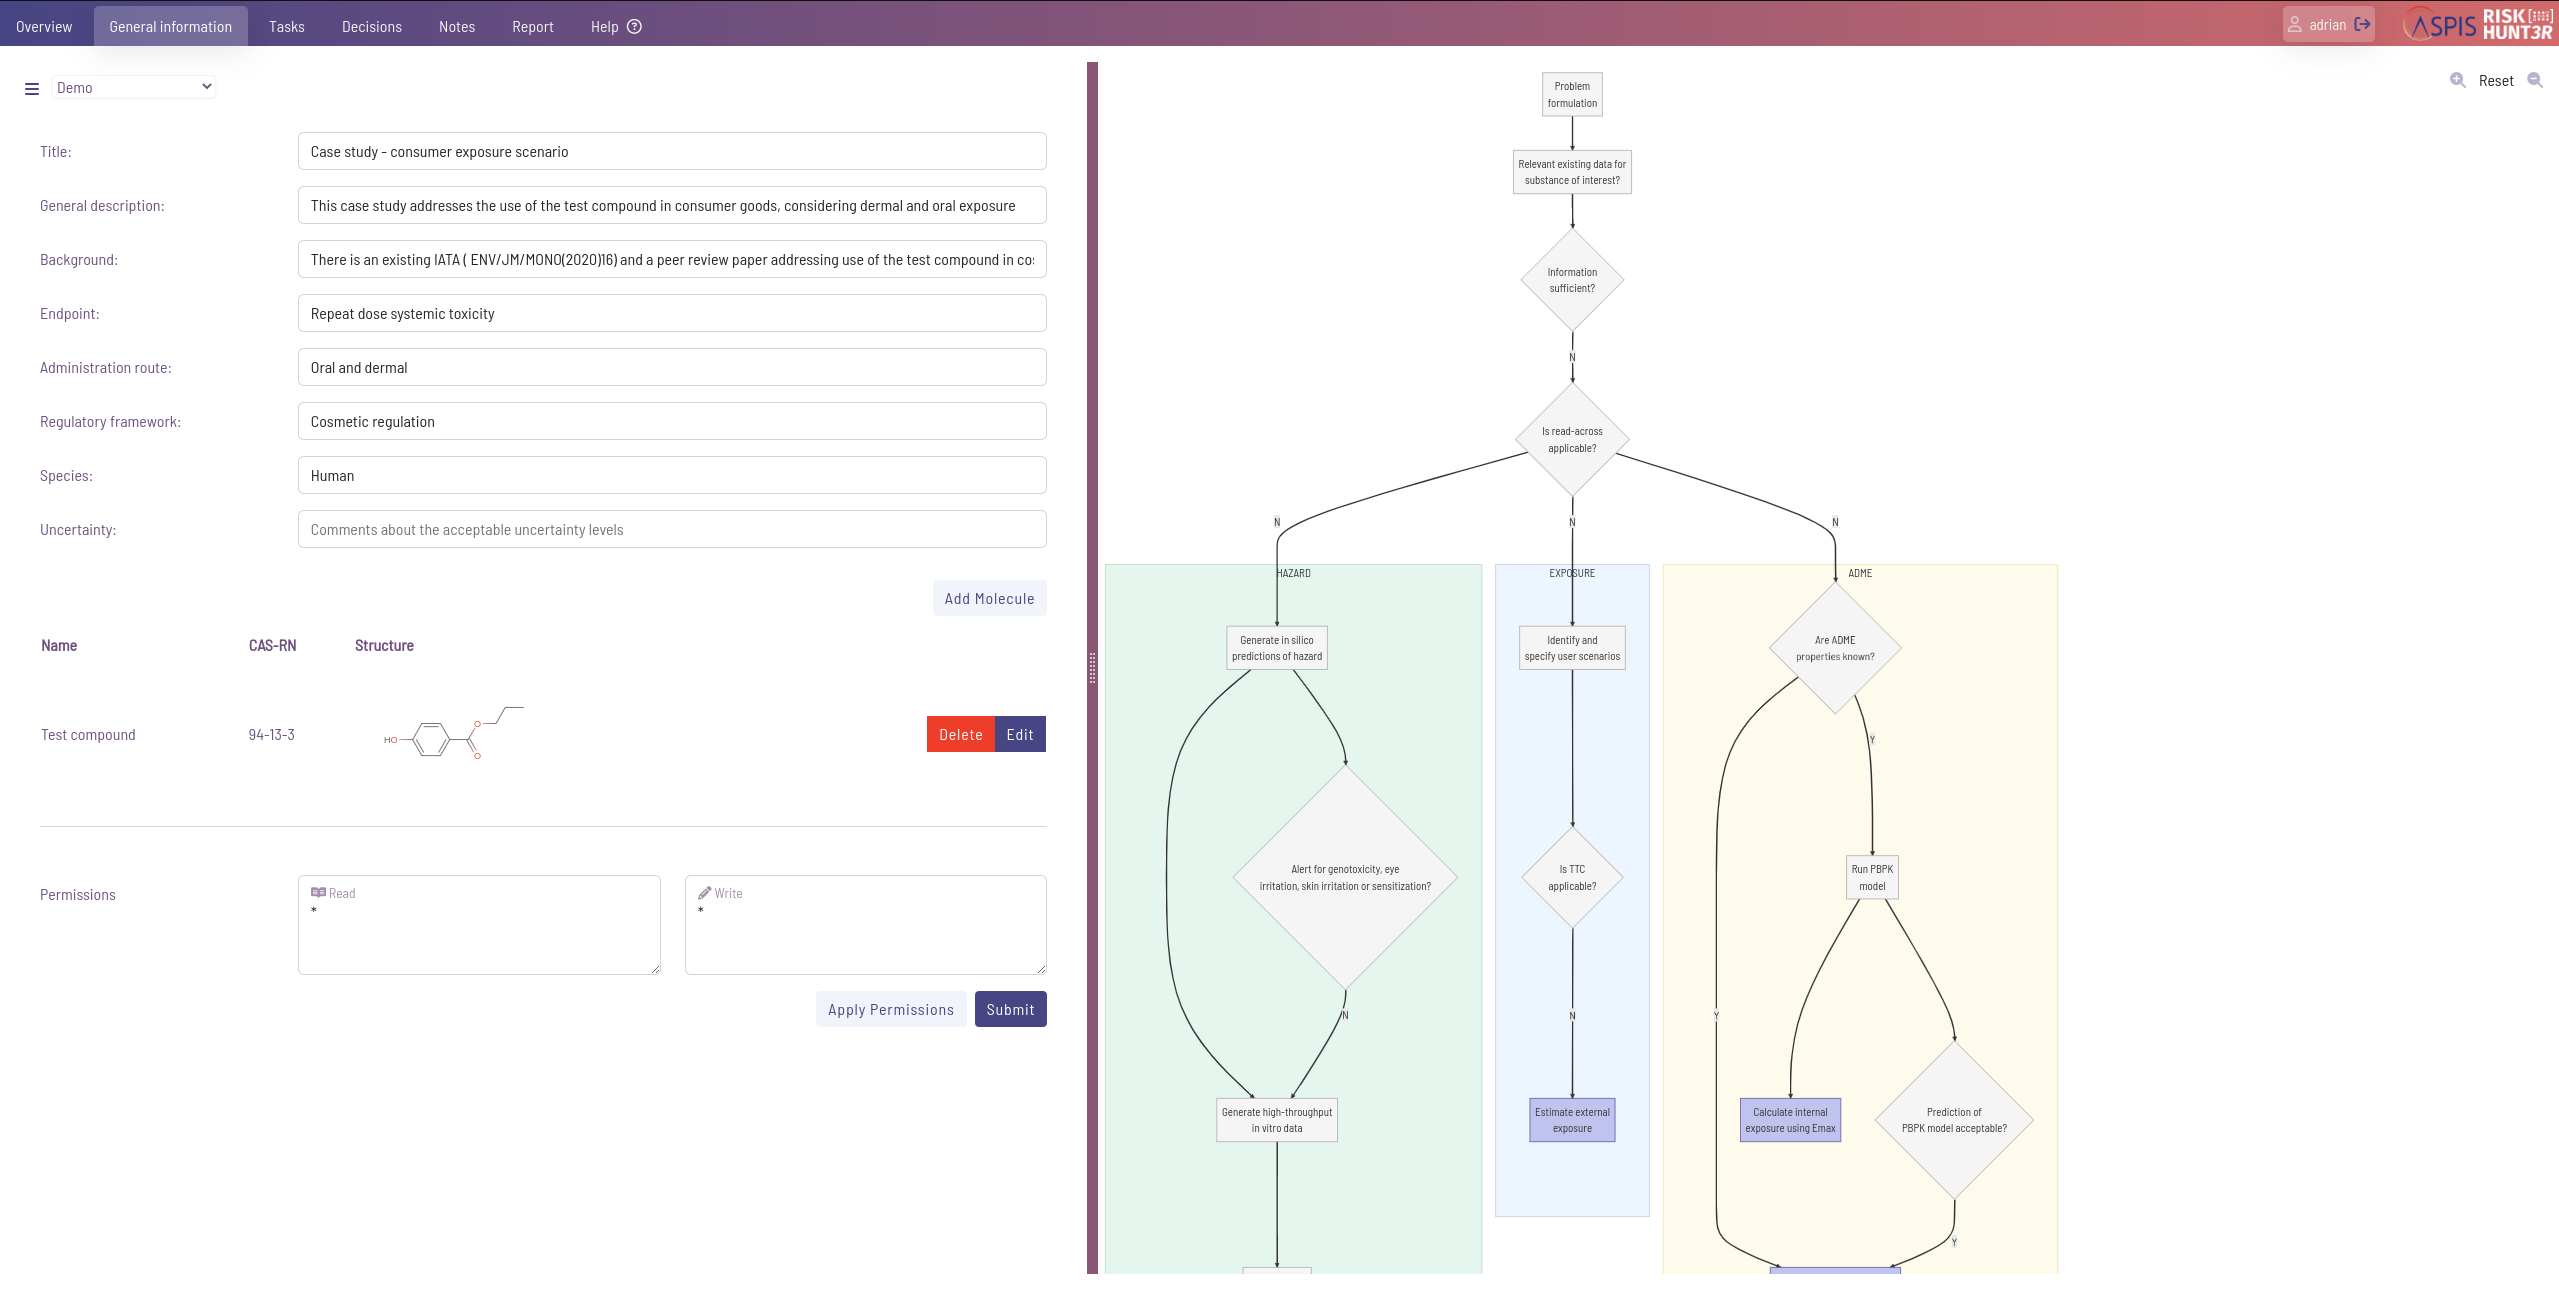 Overview General information Tasks Decisions Notes Report Help ? adrian ASPIS RISK HUNT3R
Demo
Title: Case study - consumer exposure scenario
General description: This case study addresses the use of the test compound in consumer goods, considering dermal and oral exposure
Background: There is an existing IATA ( ENV/JM/MONO(2020)16) and a peer review paper addressing use of the test compound in cos
Endpoint: Repeat dose systemic toxicity
Administration route: Oral and dermal
Regulatory framework: Cosmetic regulation
Species: Human
Uncertainty: Comments about the acceptable uncertainty levels
Add Molecule
Name CAS-RN Structure
Test compound 94-13-3 HO O O Delete Edit
Permissions
Read
*
Write
*
Apply Permissions Submit
Reset
Problem
formulation
Relevant existing data for
substance of interest?
Information
sufficient?
N
Is read-across
applicable?
N N N
HAZARD
Generate in silico
predictions of hazard
Alert for genotoxicity, eye
irritation, skin irritation or sensitization?
N
Generate high-throughput
in vitro data
EXPOSURE
Identify and
specify user scenarios
Is TTC
applicable?
N
Estimate external
exposure
ADME
Are ADME
properties known?
Y
Run PBPK
model
Y
Calculate internal
exposure using Emax
Prediction of
PBPK model acceptable?
Y